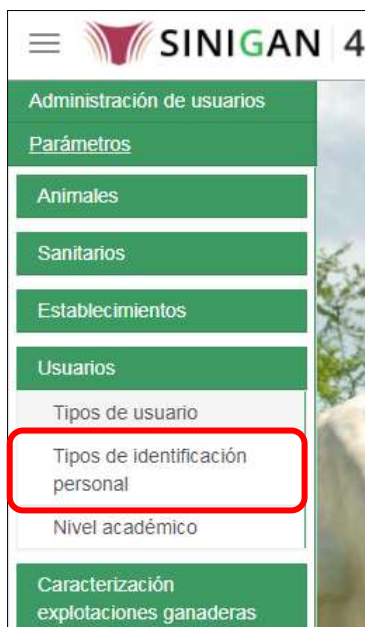 SINIGAN 4
Administración de usuarios
Parámetros
Animales
Sanitarios
Establecimientos
Usuarios
Tipos de usuario
Tipos de identificación
personal
Nivel académico
Caracterización
explotaciones ganaderas